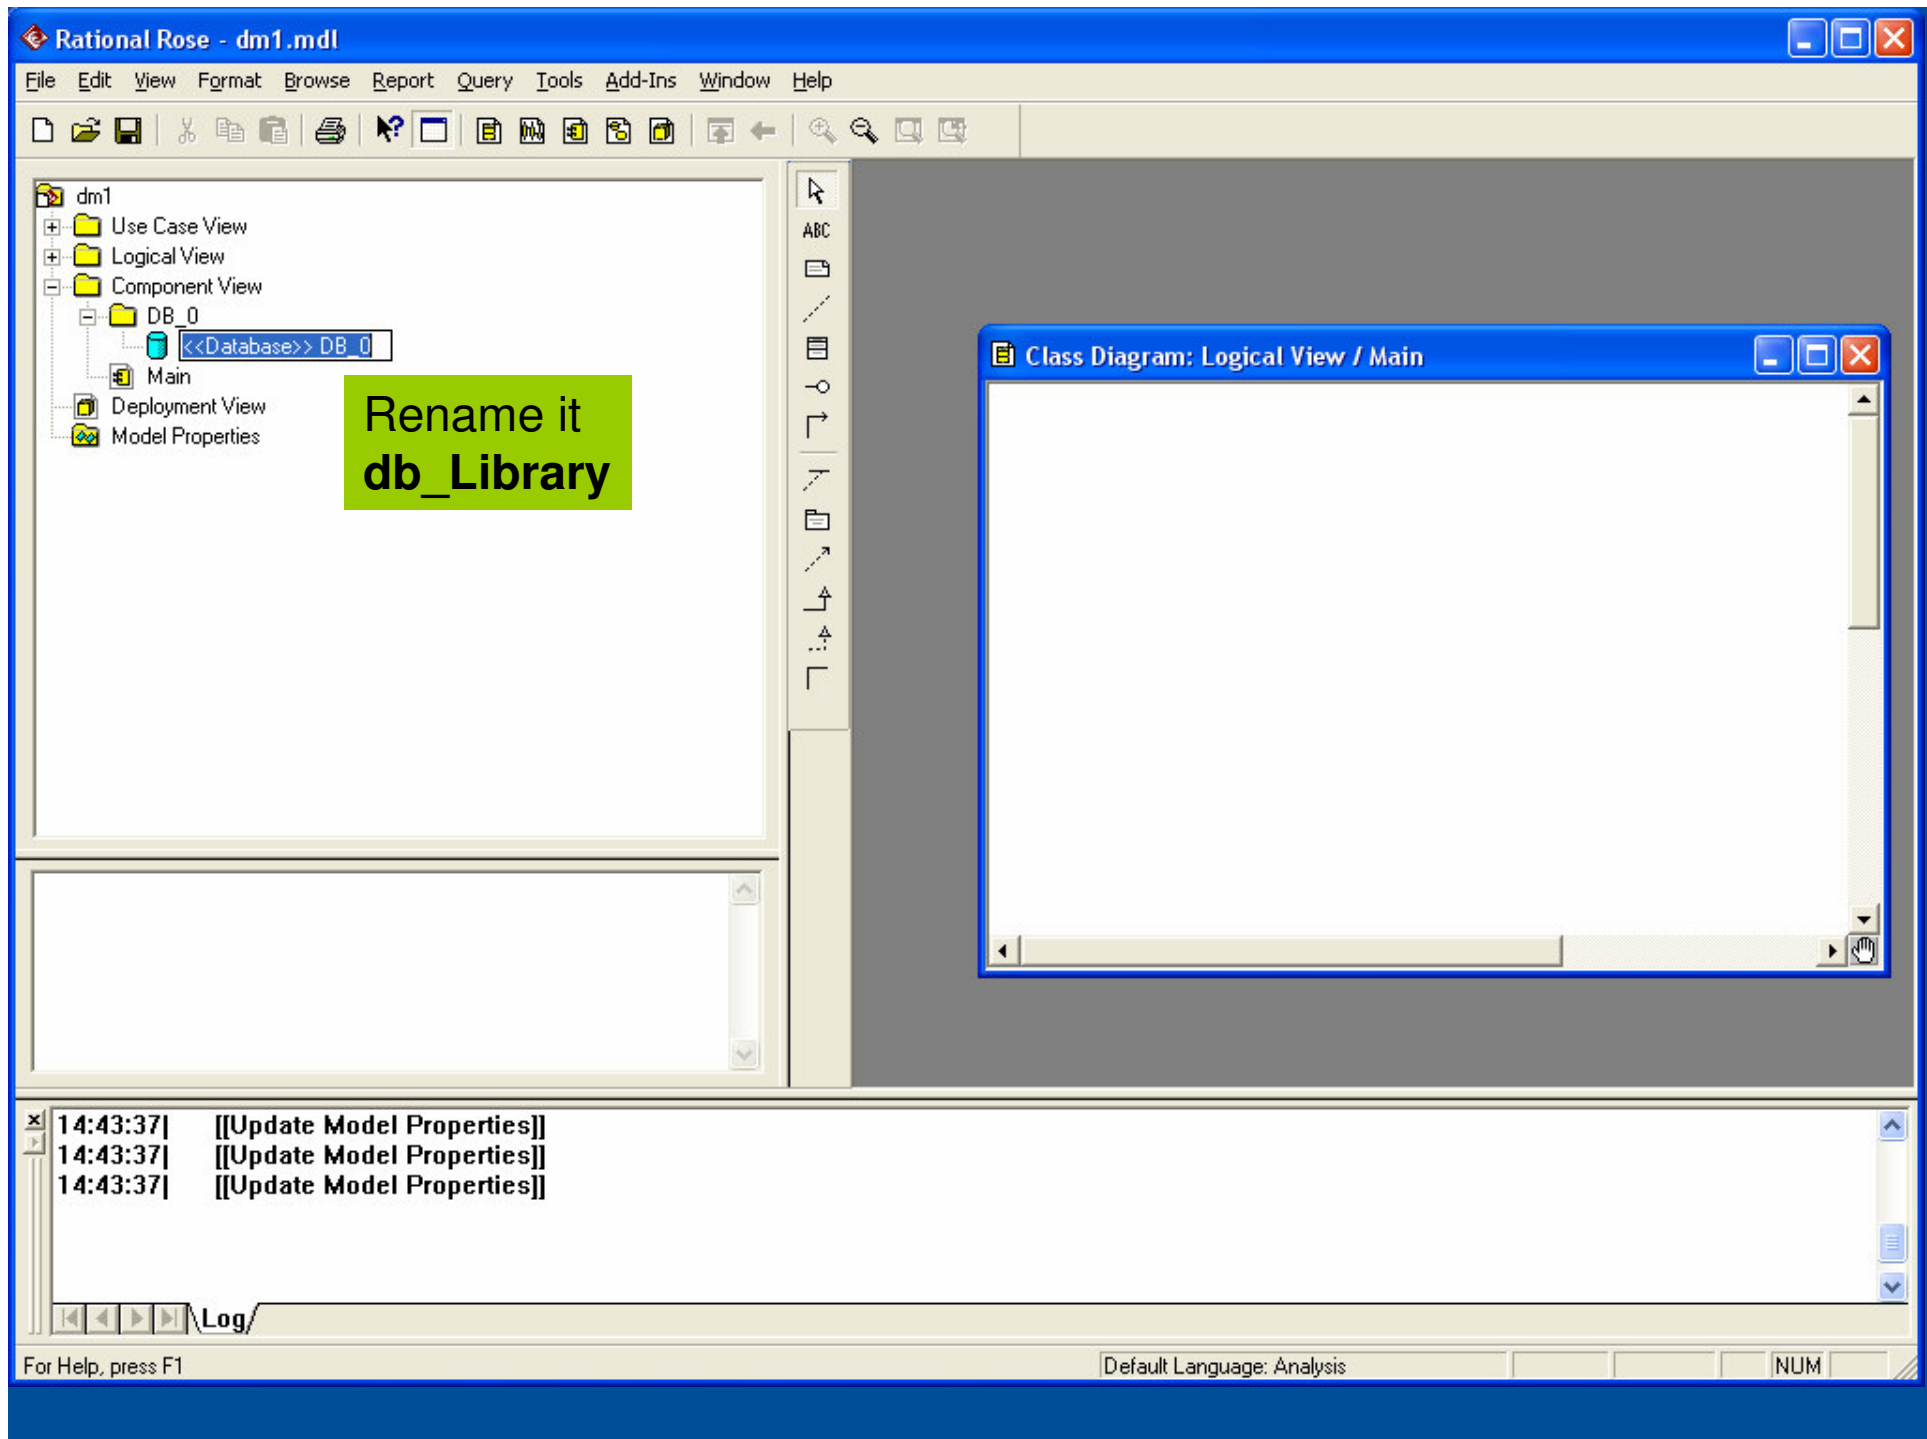 Rational Rose - dm1.mdl
File Edit View Format Browse Report Query Tools Add-Ins Window Help
dm1
Use Case View
Logical View
Component View
DB_0
<<Database>> DB_0
Main
Deployment View
Model Properties
Rename it
db_Library
ABC
Class Diagram: Logical View / Main
14:43:37| [[Update Model Properties]]
14:43:37| [[Update Model Properties]]
14:43:37| [[Update Model Properties]]
Log
For Help, press F1
Default Language: Analysis
NUM